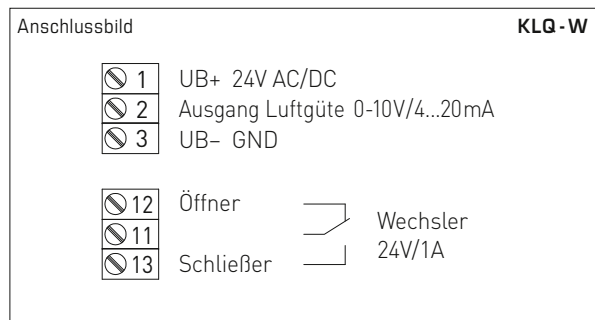 Anschlussbild KLQ - W
1 UB+ 24V AC/DC
2 Ausgang Luftgüte 0-10V/4...20mA
3 UB– GND
12 Öffner
11 Wechsler
24V/1A
13 Schließer